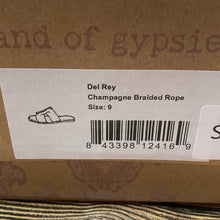 and of gypsie
Del Rey
Champagne Braided Rope
Size: 9
8 43398 12416 9
S